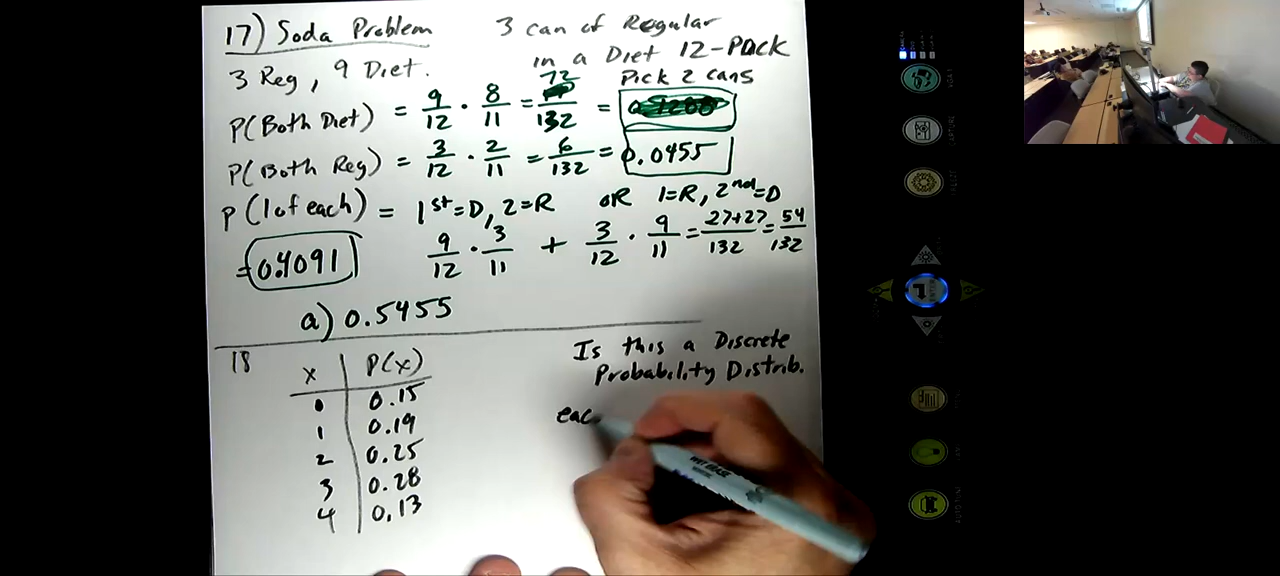 17) Soda Problem
3 can of Regular
in a Diet 12-Pack
3 Reg, 9 Diet.
Pick 2 cans
P(Both Diet) = 9/12 · 8/11 = 72/132 =
P(Both Reg) = 3/12 · 2/11 = 6/132 = 0.0455
P(1 of each) = 1st=D, 2=R OR 1=R, 2nd=D
= 0.4091 9/12 · 3/11 + 3/12 · 9/11 = 27+27/132 = 54/132
a) 0.5455
18
Is this a Discrete
Probability Distrib.
x P(x)
0 0.15
1 0.19
2 0.25
3 0.28
4 0.13
eac